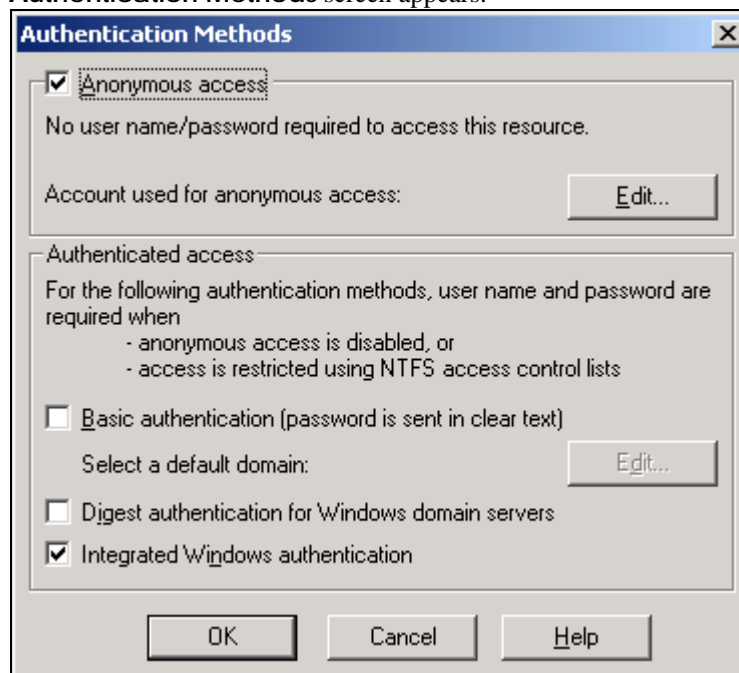 Authentication Methods screen appears.
Authentication Methods
Anonymous access
No user name/password required to access this resource.
Account used for anonymous access:
Edit...
Authenticated access
For the following authentication methods, user name and password are
required when
- anonymous access is disabled, or
- access is restricted using NTFS access control lists
Basic authentication (password is sent in clear text)
Select a default domain:
Edit...
Digest authentication for Windows domain servers
Integrated Windows authentication
OK
Cancel
Help